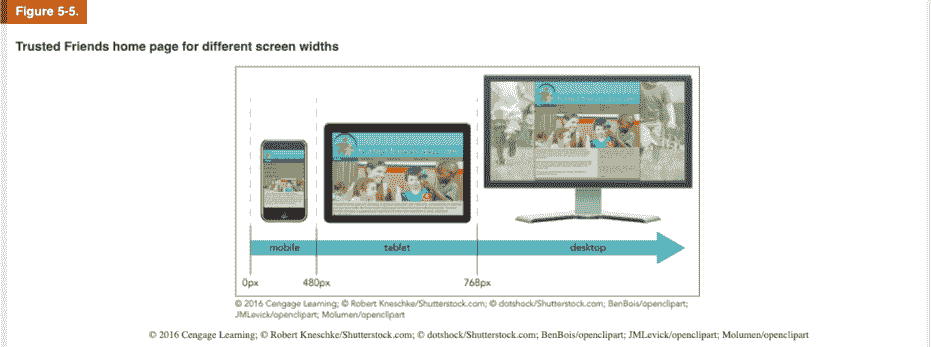 Figure 5-5.
Trusted Friends home page for different screen widths
mobile tablet desktop
0px 480px 768px
© 2016 Cengage Learning; © Robert Kneschke/Shutterstock.com; © dotshock/Shutterstock.com; BenBois/openclipart;
JMLevick/openclipart; Molumen/openclipart
© 2016 Cengage Learning; © Robert Kneschke/Shutterstock.com; © dotshock/Shutterstock.com; BenBois/openclipart; JMLevick/openclipart; Molumen/openclipart